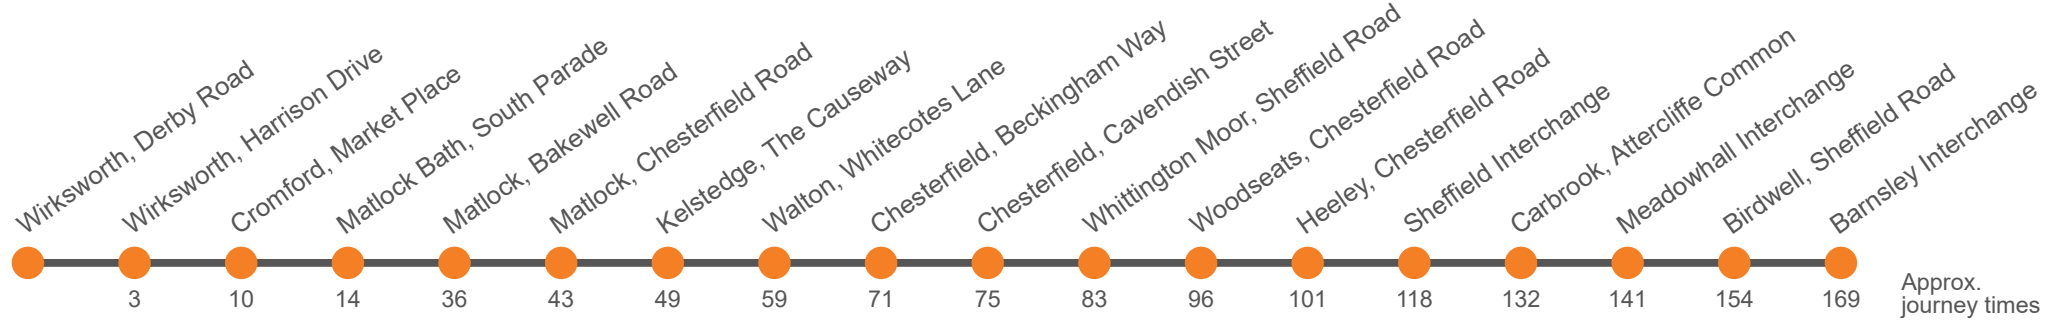 Wirksworth, Derby Road
Wirksworth, Harrison Drive
Cromford, Market Place
Matlock Bath, South Parade
Matlock, Bakewell Road
Matlock, Chesterfield Road
Kelstedge, The Causeway
Walton, Whitecotes Lane
Chesterfield, Beckingham Way
Chesterfield, Cavendish Street
Whittington Moor, Sheffield Road
Woodseats, Chesterfield Road
Heeley, Chesterfield Road
Sheffield Interchange
Carbrook, Attercliffe Common
Meadowhall Interchange
Birdwell, Sheffield Road
Barnsley Interchange
3 10 14 36 43 49 59 71 75 83 96 101 118 132 141 154 169
Approx.
journey times